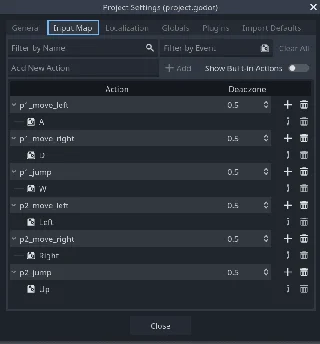 Project Settings (project.godot)
General Input Map Localization Globals Plugins Import Defaults
Filter by Name Filter by Event Clear All
Add New Action + Add Show Built-in Actions
Action Deadzone
p1_move_left 0.5
A
p1_move_right 0.5
D
p1_jump 0.5
W
p2_move_left 0.5
Left
p2_move_right 0.5
Right
p2_jump 0.5
Up
Close